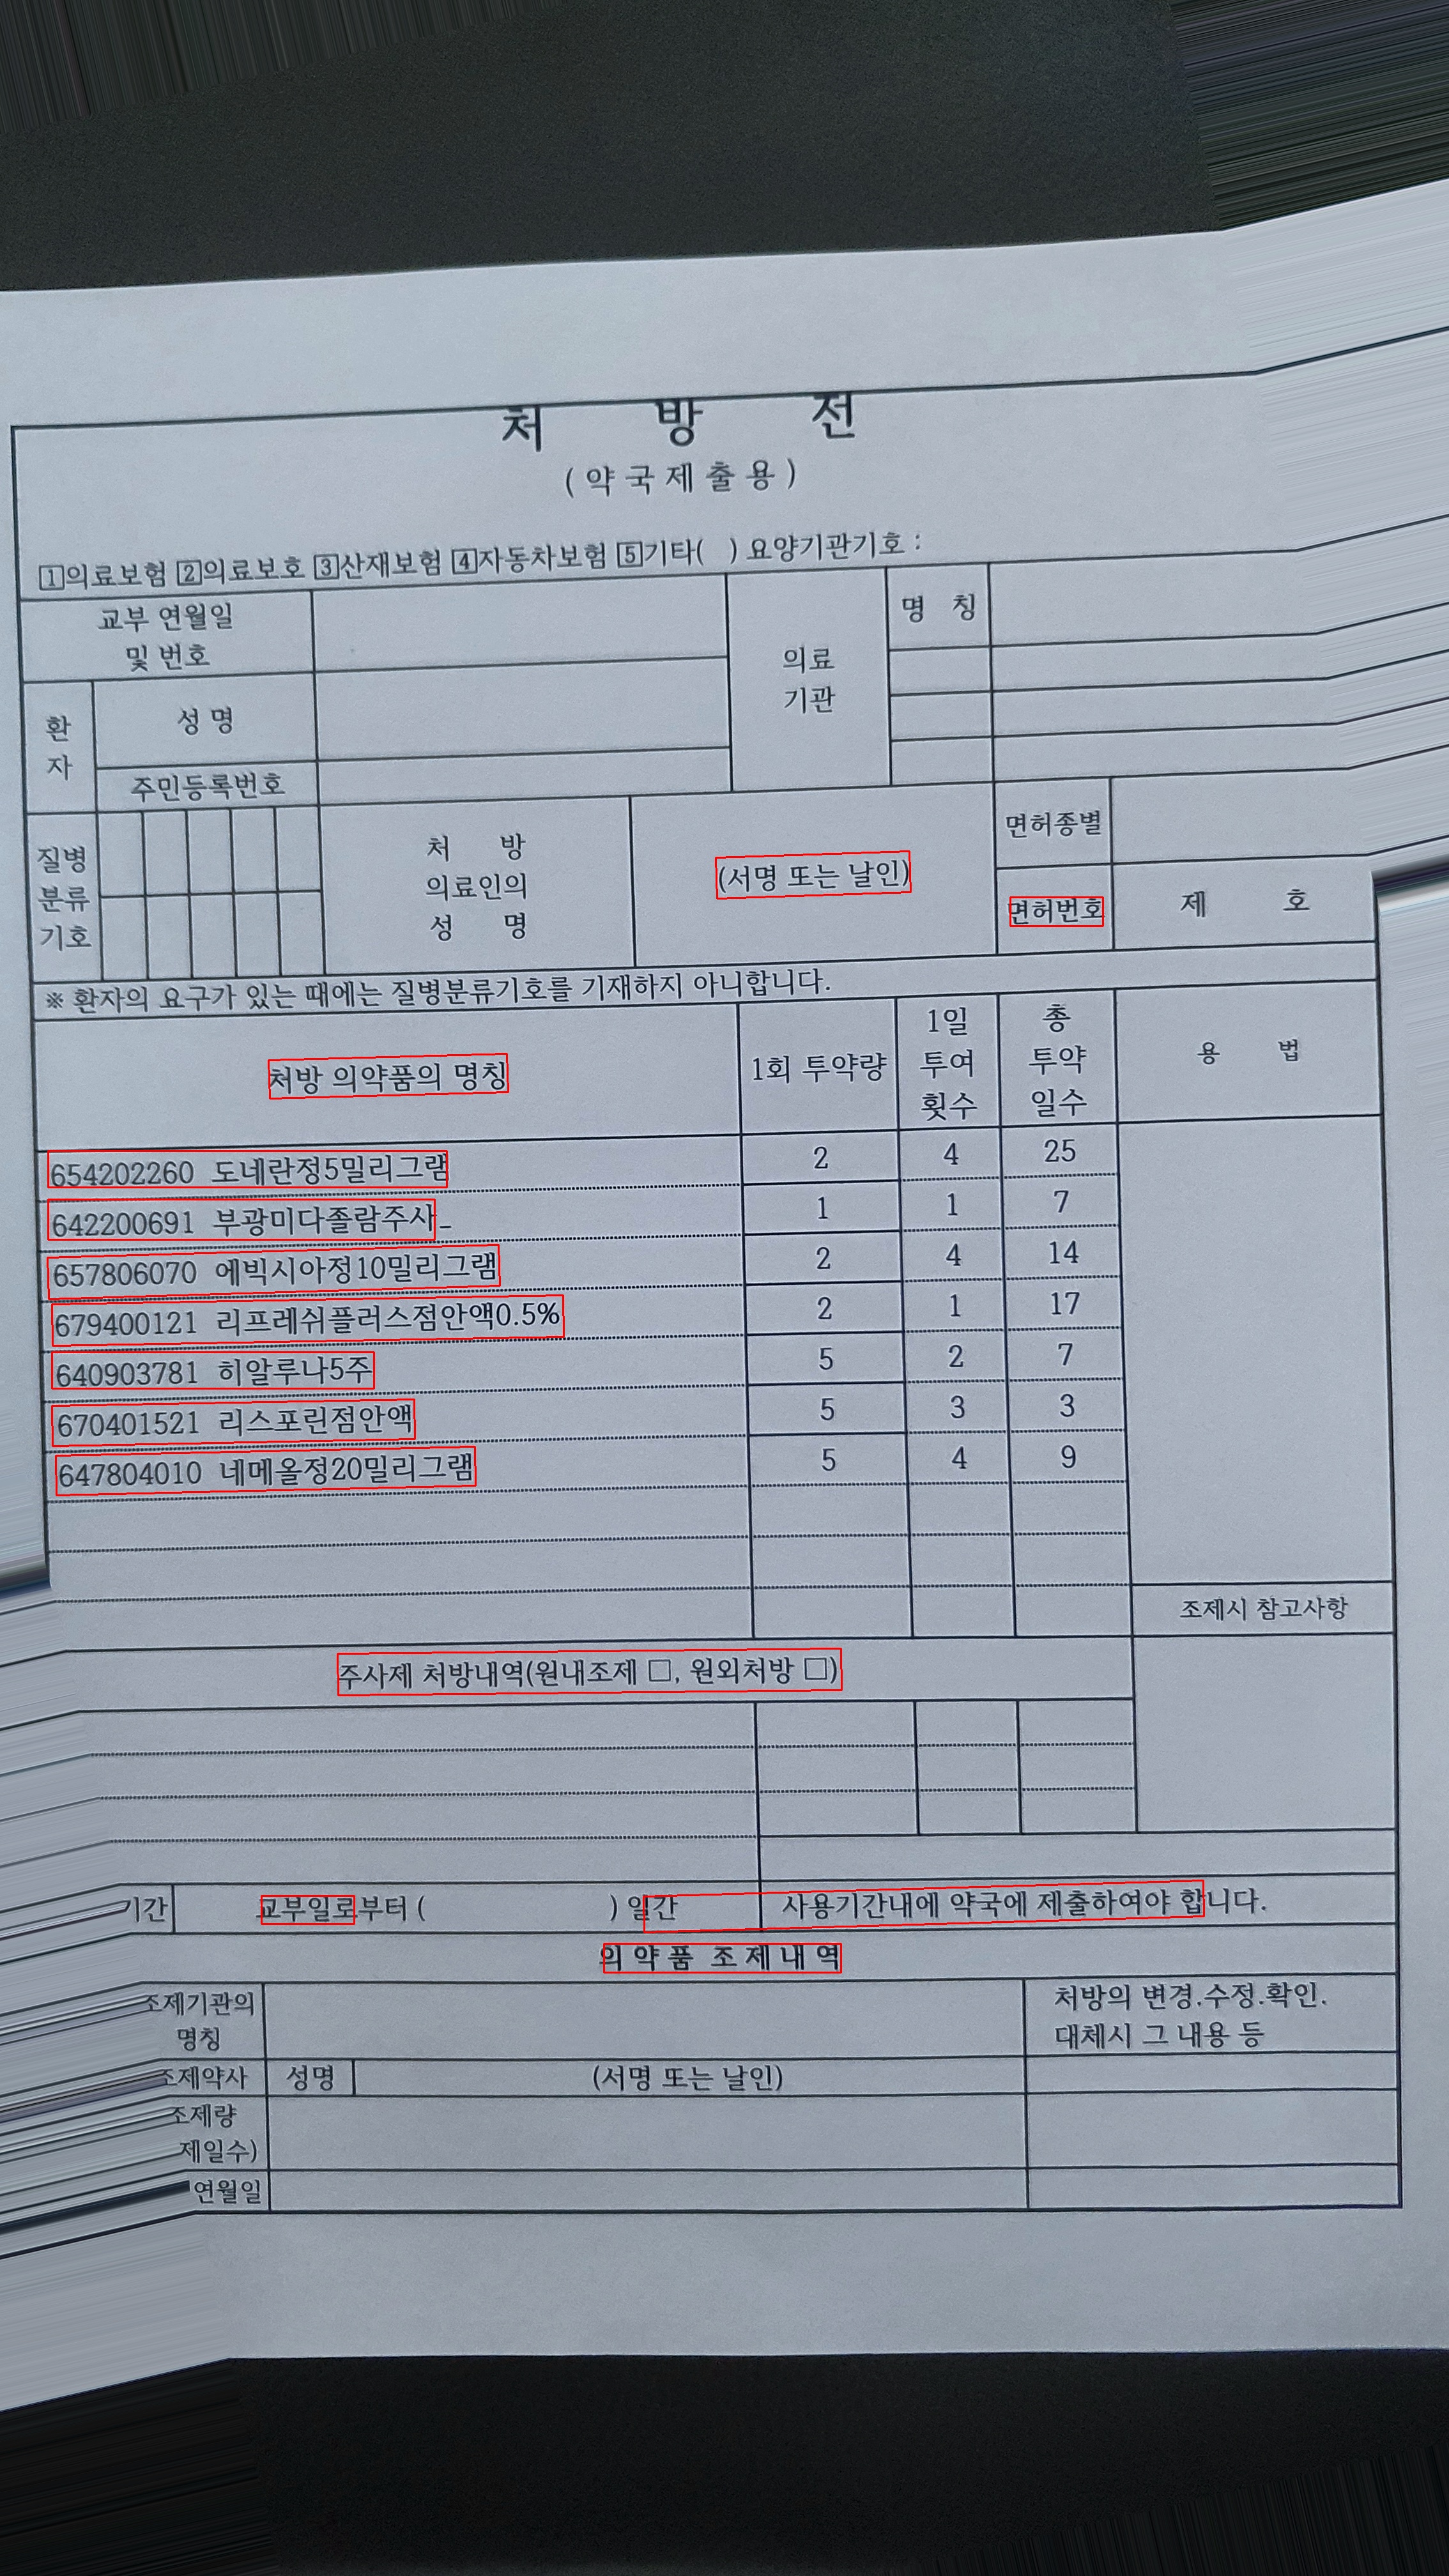 처 방 전
( 약 국 제 출 용 )
1의료보험 2의료보호 3산재보험 4자동차보험 5기타( ) 요양기관기호 :
교부 연월일 및 번호
의료 기관
명 칭
환자
성 명
주민등록번호
질병 분류 기호
처 방 의료인의 성 명
(서명 또는 날인)
면허종별
면허번호
제 호
※ 환자의 요구가 있는 때에는 질병분류기호를 기재하지 아니합니다.
처방 의약품의 명칭 1회 투약량 1일 투여 횟수 총 투약 일수 용 법
654202260 도네란정5밀리그램 2 4 25
642200691 부광미다졸람주사_ 1 1 7
657806070 에빅시아정10밀리그램 2 4 14
679400121 리프레쉬플러스점안액0.5% 2 1 17
640903781 히알루나5주 5 2 7
670401521 리스포린점안액 5 3 3
647804010 네메올정20밀리그램 5 4 9
조제시 참고사항
주사제 처방내역(원내조제 □, 원외처방 □)
기간 교부일로부터 ( ) 일간 사용기간내에 약국에 제출하여야 합니다.
의 약 품 조 제 내 역
조제기관의 명칭
처방의 변경.수정.확인. 대체시 그 내용 등
조제약사 성명 (서명 또는 날인)
조제량
제일수)
연월일